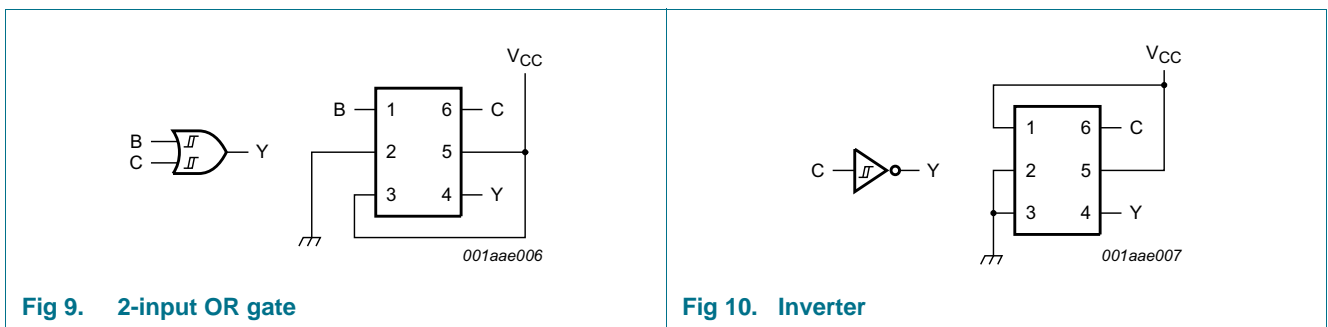 VCC
B 1 6 C
B
C
Y
2 5
3 4 Y
001aae006
Fig 9. 2-input OR gate
VCC
1 6 C
C Y
2 5
3 4 Y
001aae007
Fig 10. Inverter